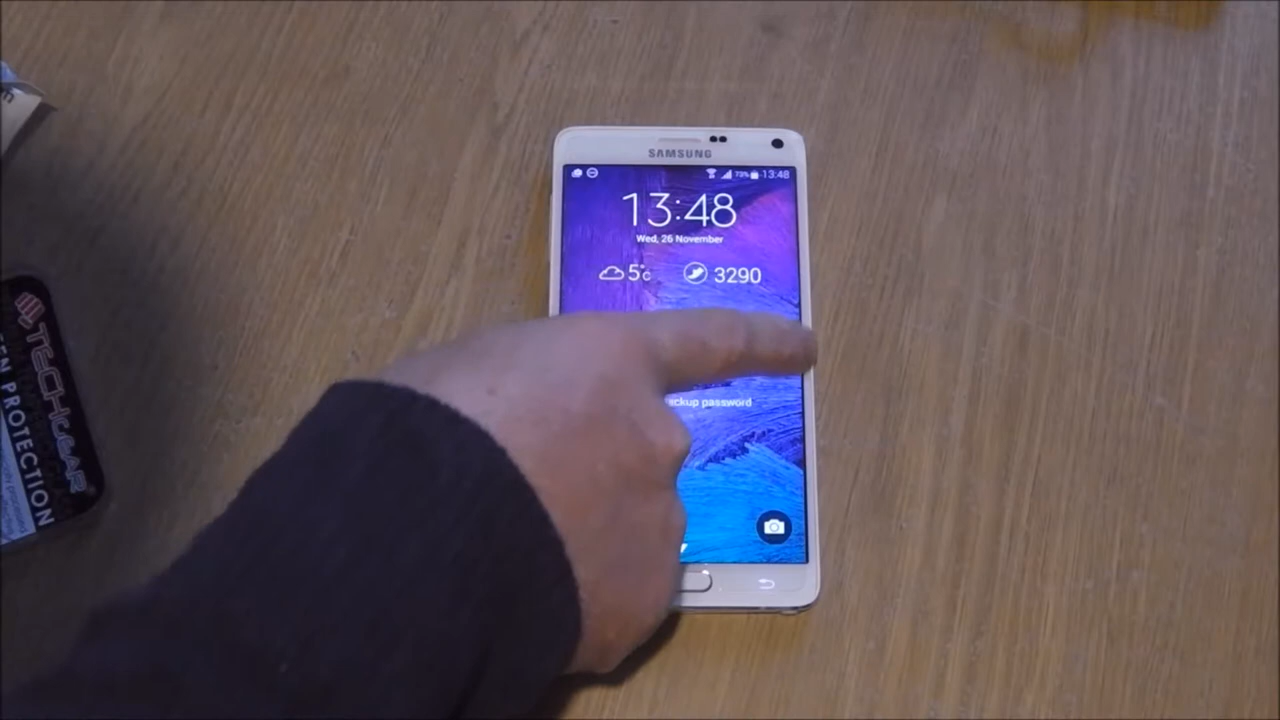 SAMSUNG
73% 13:48
13:48
Wed, 26 November
5°c 3290
ckup password
TECHGEAR
EN PROTECTION